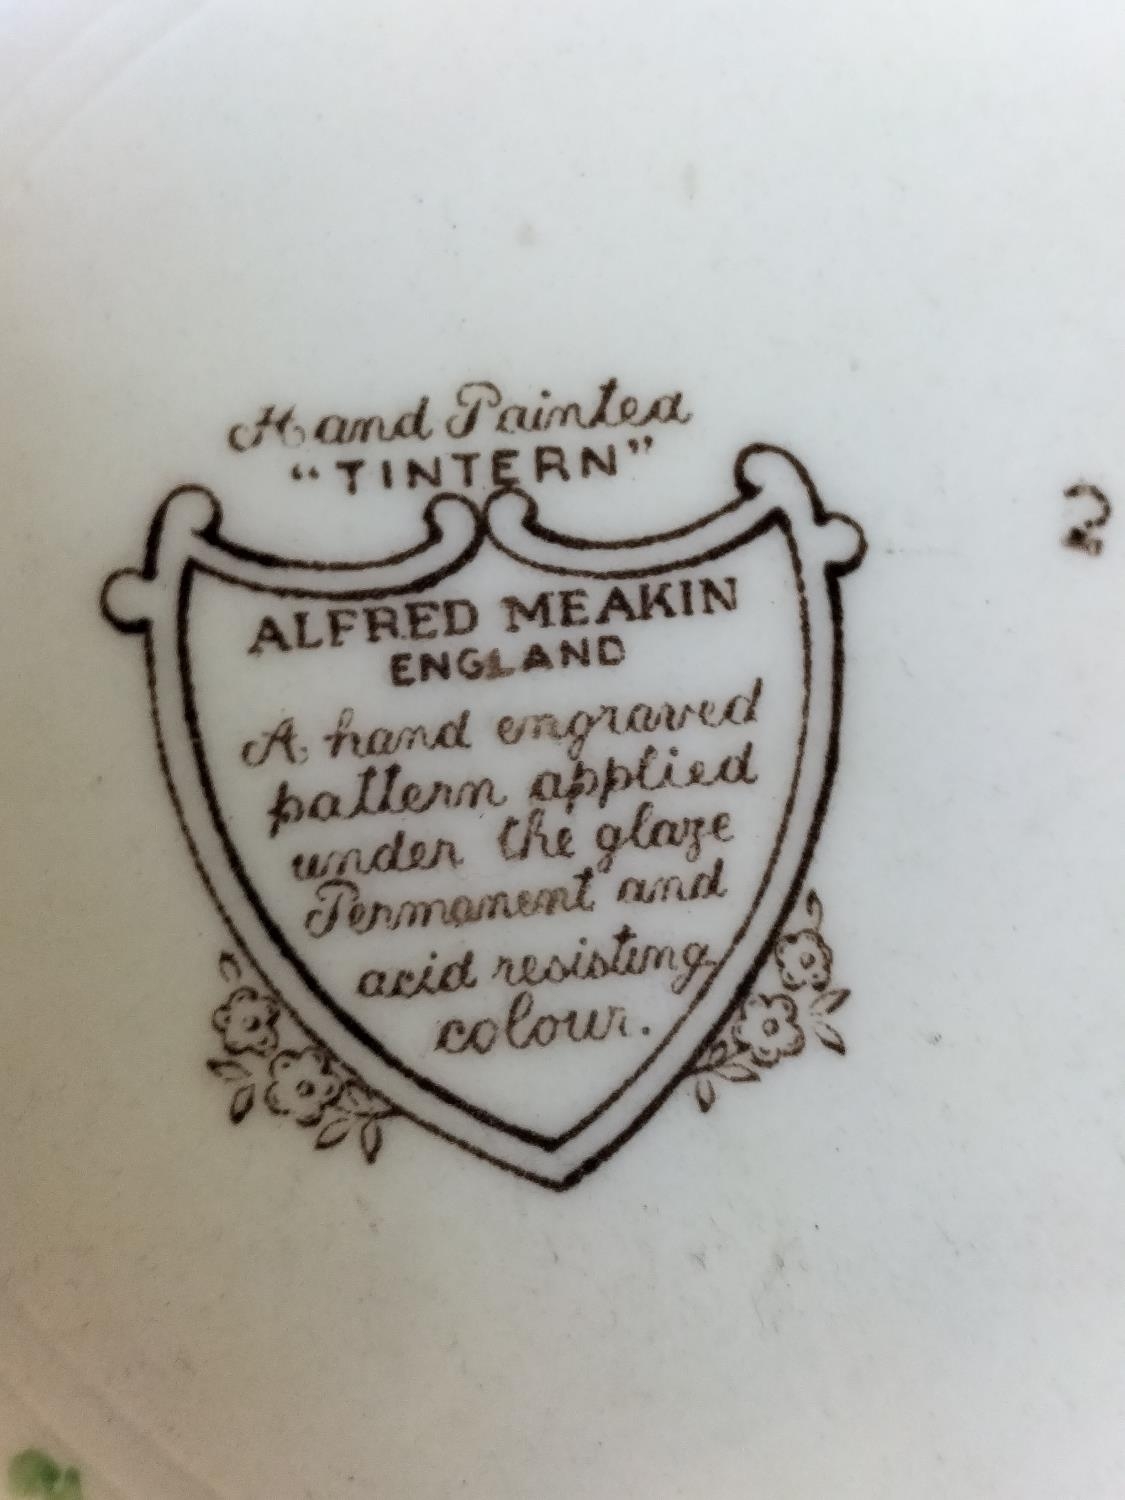 Hand Painted
"TINTERN"
ALFRED MEAKIN
ENGLAND
A hand engraved
pattern applied
under the glaze
Permanent and
acid resisting
colour.
2